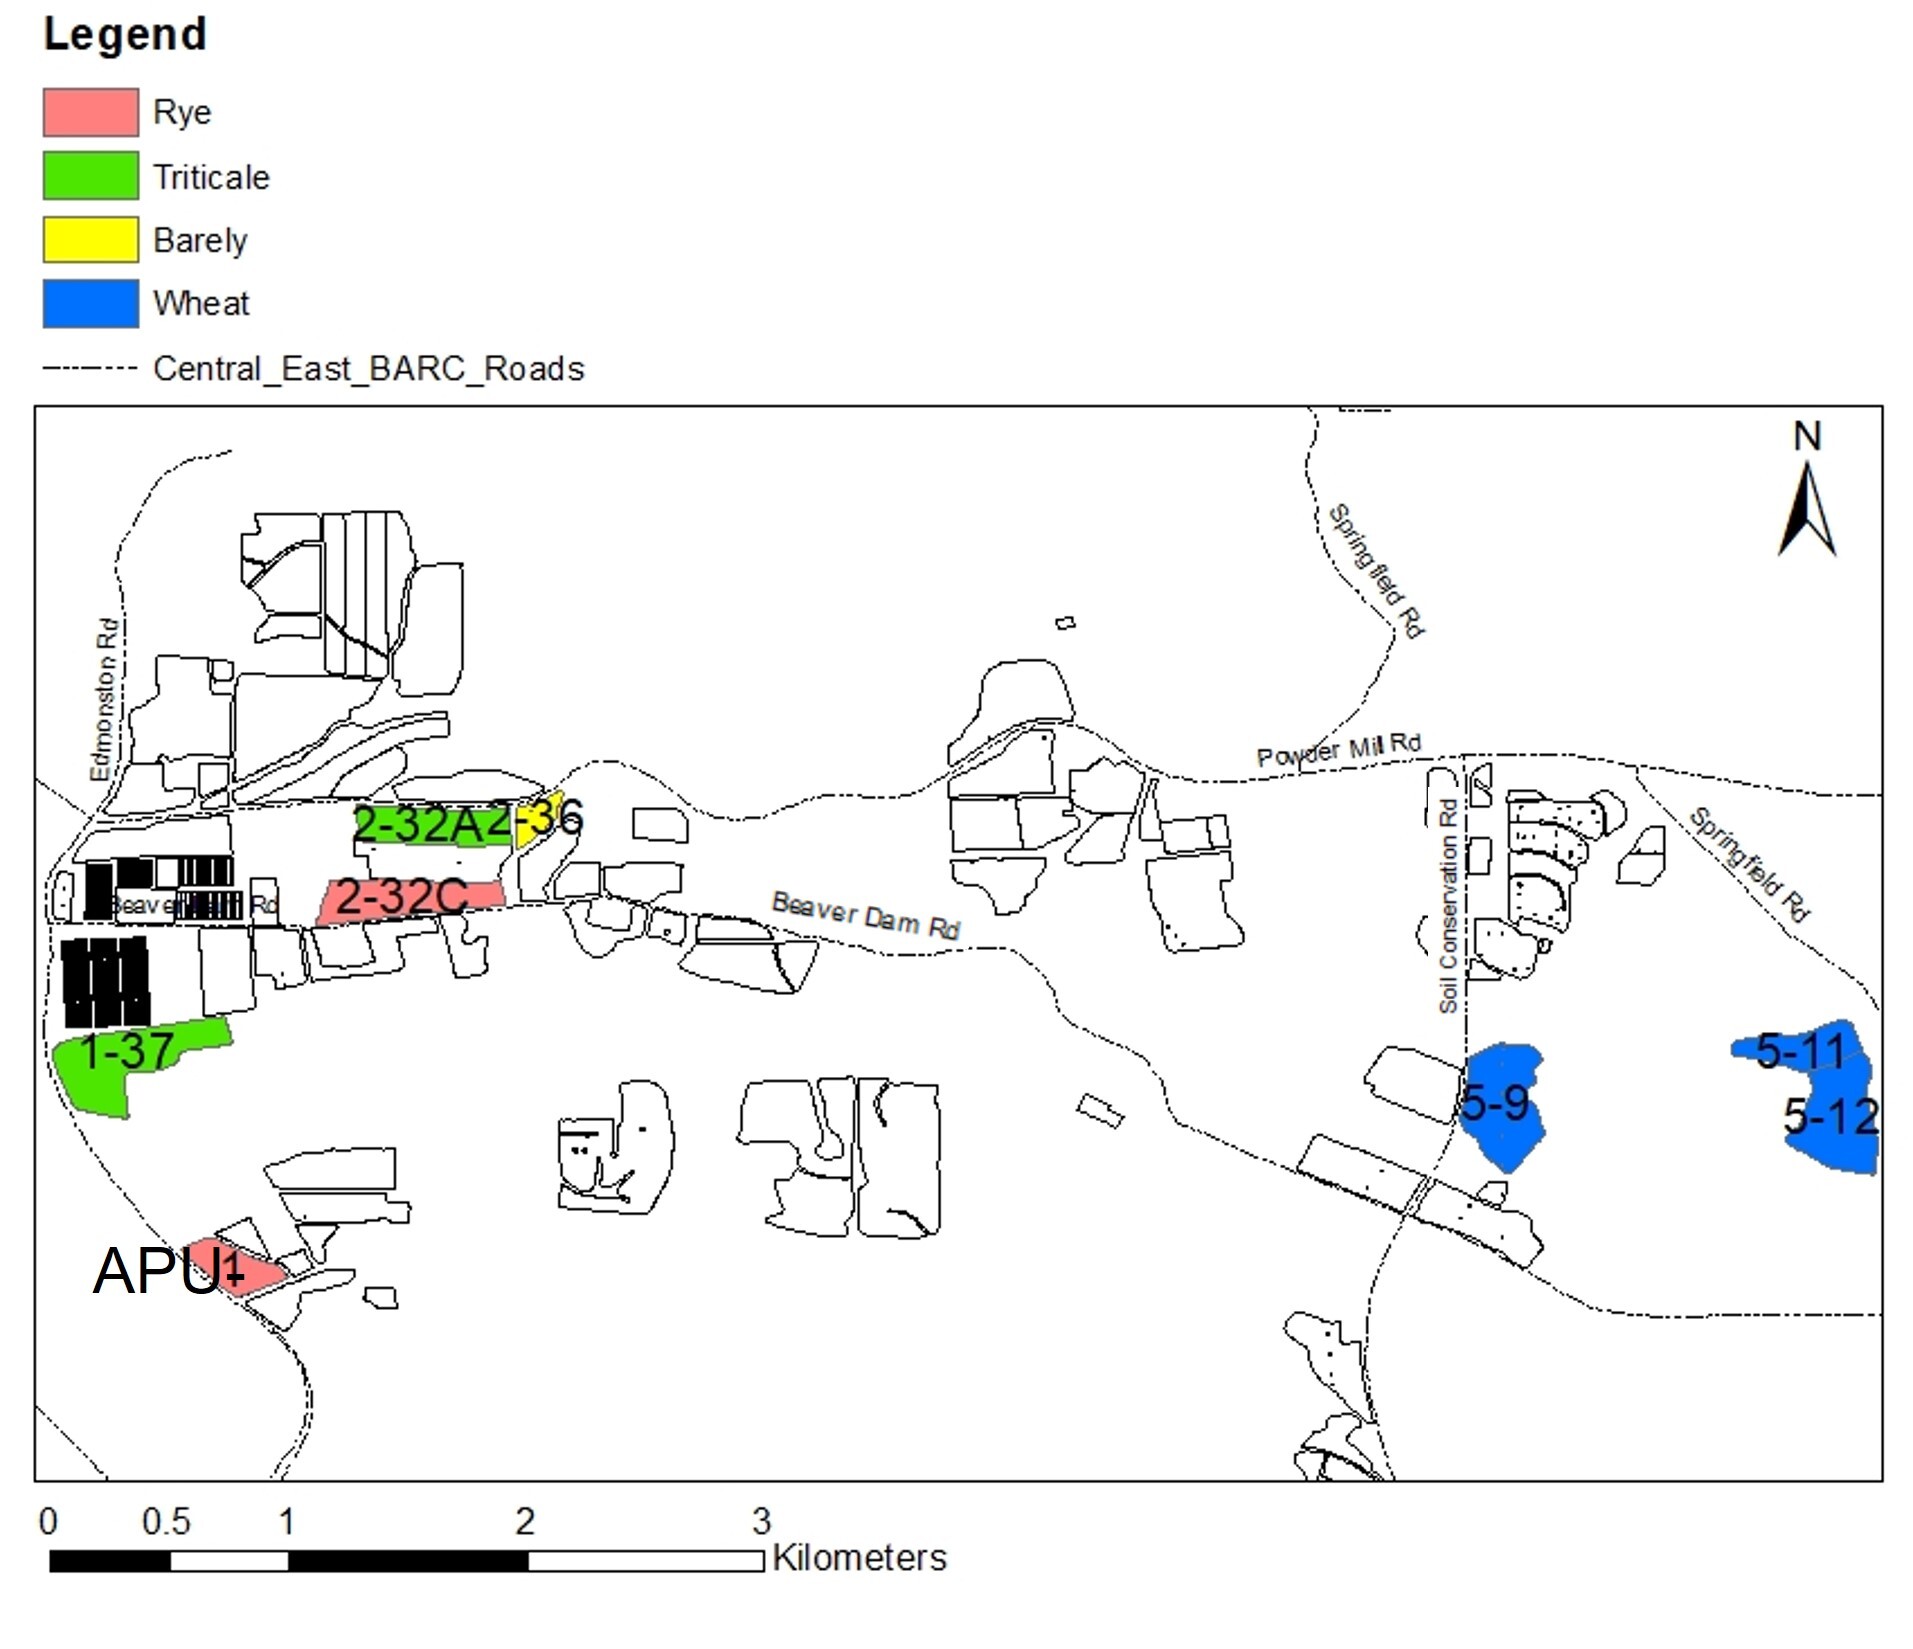 Legend
Rye
Triticale
Barely
Wheat
Central_East_BARC_Roads
N
Springfield Rd
Edmonston Rd
Powder Mill Rd
2-32A
2-36
Springfield Rd
Soil Conservation Rd
2-32C
Beaver Dam Rd
Beaver Dam Rd
1-37
5-11
5-9
5-12
APU-1
0 0.5 1 2 3
Kilometers